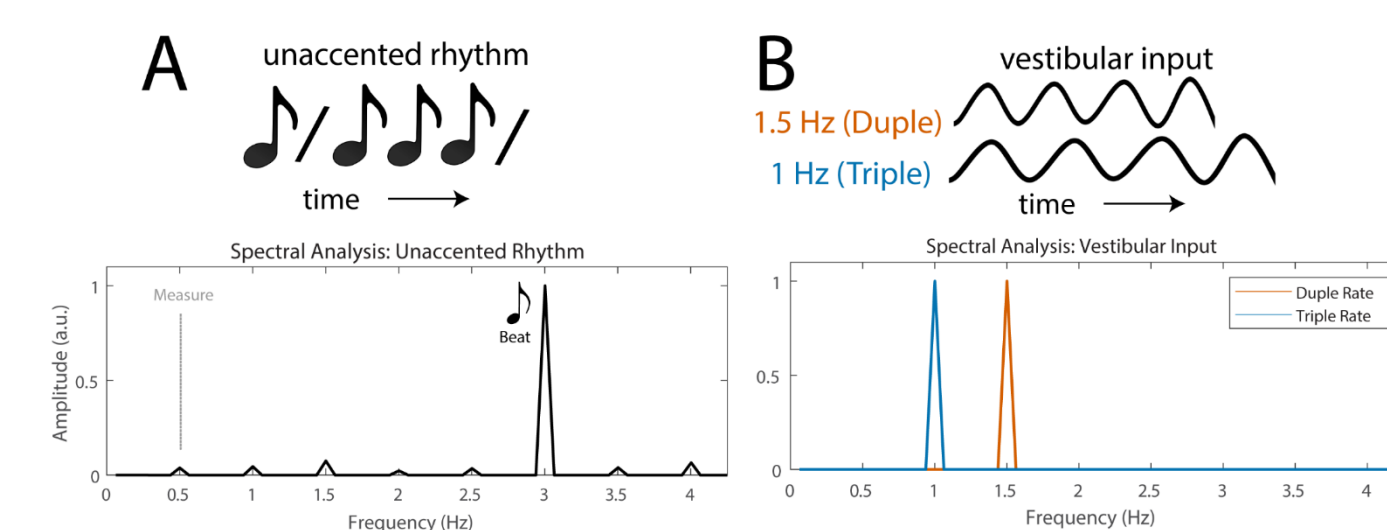 A
unaccented rhythm
time
Spectral Analysis: Unaccented Rhythm
Amplitude (a.u.)
1
0.5
0
Measure
Beat
0 0.5 1 1.5 2 2.5 3 3.5 4
Frequency (Hz)
B
vestibular input
1.5 Hz (Duple)
1 Hz (Triple)
time
Spectral Analysis: Vestibular Input
1
0.5
0
Duple Rate
Triple Rate
0 0.5 1 1.5 2 2.5 3 3.5 4
Frequency (Hz)